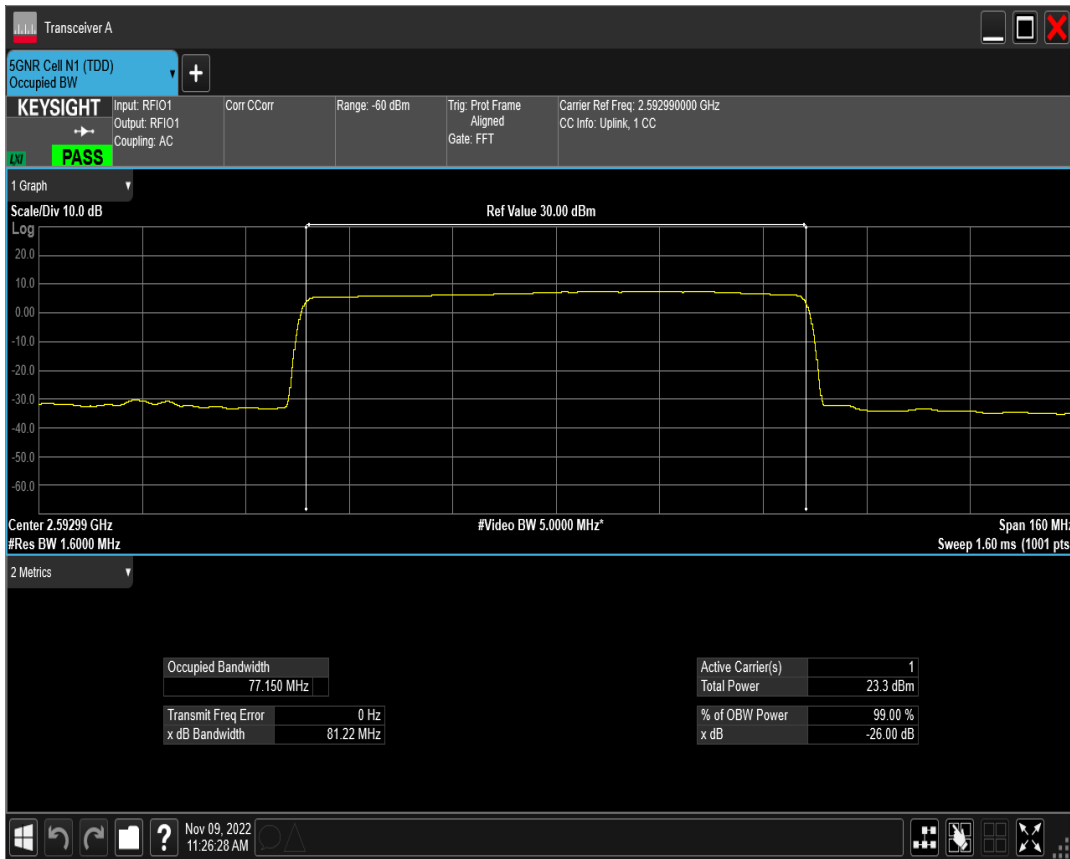 Transceiver A
5GNR Cell N1 (TDD)
Occupied BW
+
KEYSIGHT
LXI
PASS
Input: RFIO1
Output: RFIO1
Coupling: AC
Corr CCorr
Range: -60 dBm
Trig: Prot Frame
Aligned
Gate: FFT
Carrier Ref Freq: 2.592990000 GHz
CC Info: Uplink, 1 CC
1 Graph
Scale/Div 10.0 dB
Ref Value 30.00 dBm
Log
20.0
10.0
0.00
-10.0
-20.0
-30.0
-40.0
-50.0
-60.0
Center 2.59299 GHz
#Video BW 5.0000 MHz*
Span 160 MHz
#Res BW 1.6000 MHz
Sweep 1.60 ms (1001 pts
2 Metrics
Occupied Bandwidth
77.150 MHz
Transmit Freq Error 0 Hz
x dB Bandwidth 81.22 MHz
Active Carrier(s) 1
Total Power 23.3 dBm
% of OBW Power 99.00 %
x dB -26.00 dB
?
Nov 09, 2022
11:26:28 AM